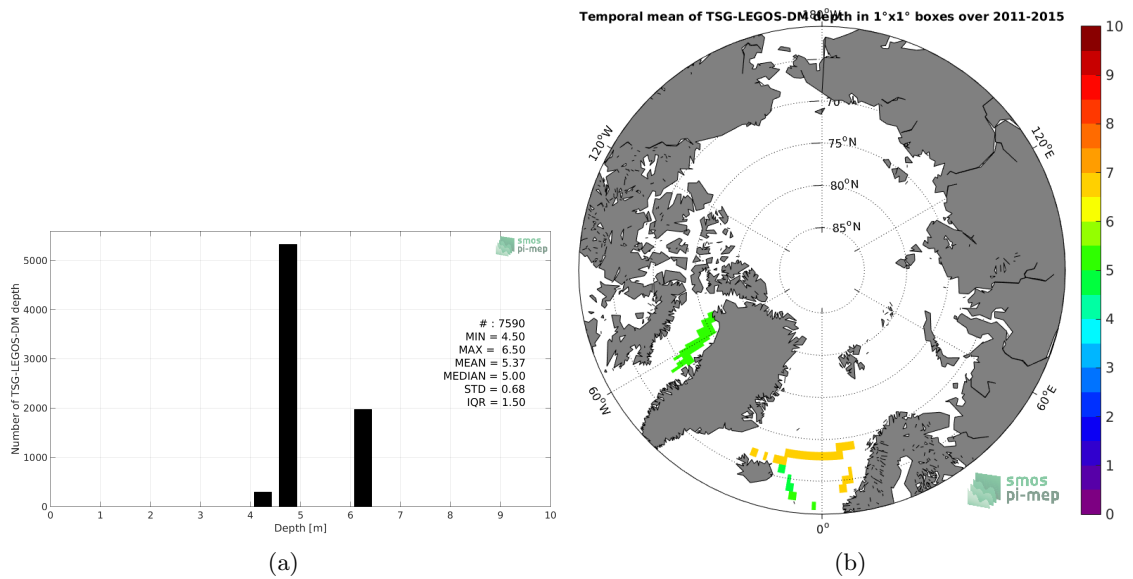 Number of TSG-LEGOS-DM depth
5000
4000
3000
2000
1000
0
0 1 2 3 4 5 6 7 8 9 10
Depth [m]
smos
pi-mep
# : 7590
MIN = 4.50
MAX = 6.50
MEAN = 5.37
MEDIAN = 5.00
STD = 0.68
IQR = 1.50
(a)
Temporal mean of TSG-LEGOS-DM depth in 1°x1° boxes over 2011-2015
180°W
120°W
120°E
70
75°N
80°N
85°N
60°W
60°E
0°
smos
pi-mep
10
9
8
7
6
5
4
3
2
1
0
(b)